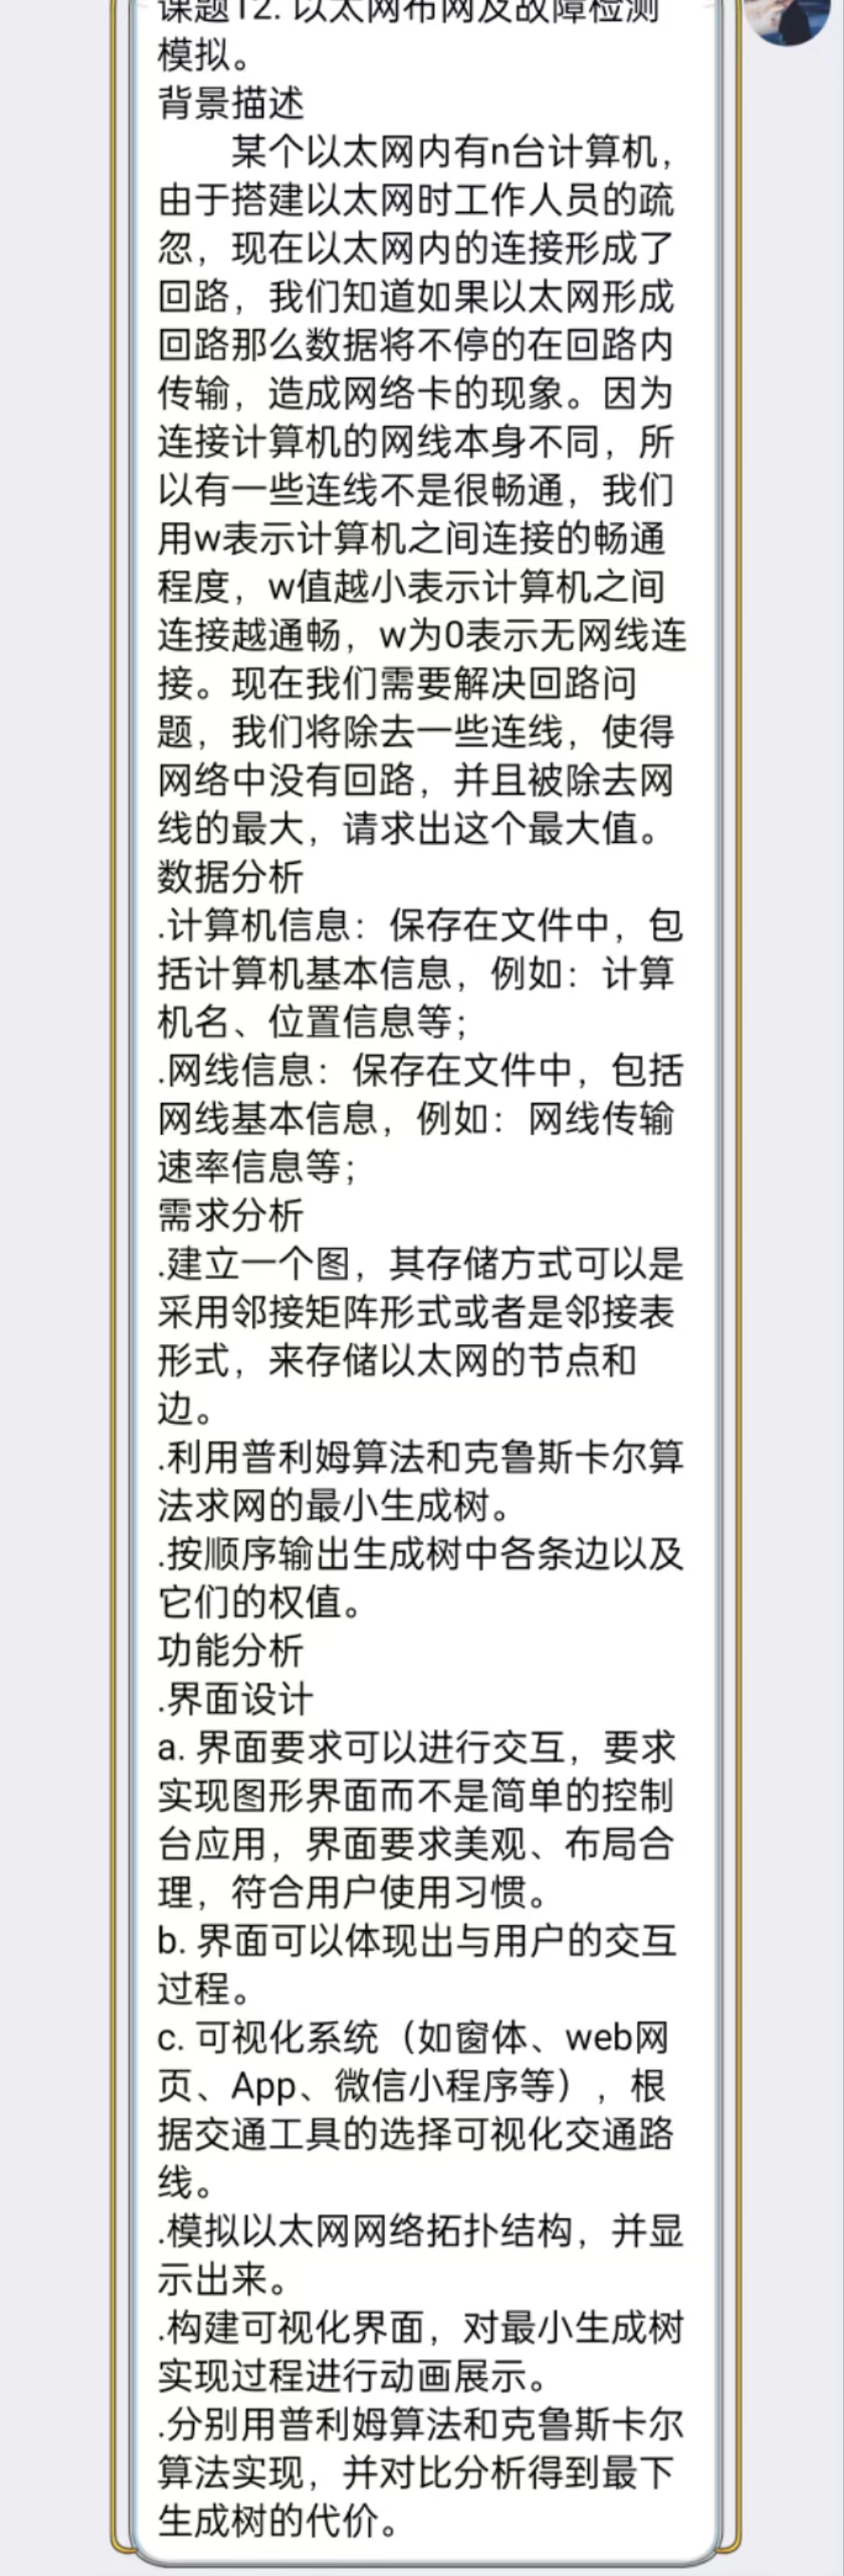 课题12. 以太网布网及故障检测
模拟。
背景描述
某个以太网内有n台计算机，
由于搭建以太网时工作人员的疏
忽，现在以太网内的连接形成了
回路，我们知道如果以太网形成
回路那么数据将不停的在回路内
传输，造成网络卡的现象。因为
连接计算机的网线本身不同，所
以有一些连线不是很畅通，我们
用w表示计算机之间连接的畅通
程度，w值越小表示计算机之间
连接越通畅，w为0表示无网线连
接。现在我们需要解决回路问
题，我们将除去一些连线，使得
网络中没有回路，并且被除去网
线的最大，请求出这个最大值。
数据分析
.计算机信息：保存在文件中，包
括计算机基本信息，例如：计算
机名、位置信息等；
.网线信息：保存在文件中，包括
网线基本信息，例如：网线传输
速率信息等；
需求分析
.建立一个图，其存储方式可以是
采用邻接矩阵形式或者是邻接表
形式，来存储以太网的节点和
边。
.利用普利姆算法和克鲁斯卡尔算
法求网的最小生成树。
.按顺序输出生成树中各条边以及
它们的权值。
功能分析
.界面设计
a. 界面要求可以进行交互，要求
实现图形界面而不是简单的控制
台应用，界面要求美观、布局合
理，符合用户使用习惯。
b. 界面可以体现出与用户的交互
过程。
c. 可视化系统（如窗体、web网
页、App、微信小程序等），根
据交通工具的选择可视化交通路
线。
.模拟以太网网络拓扑结构，并显
示出来。
.构建可视化界面，对最小生成树
实现过程进行动画展示。
.分别用普利姆算法和克鲁斯卡尔
算法实现，并对比分析得到最下
生成树的代价。